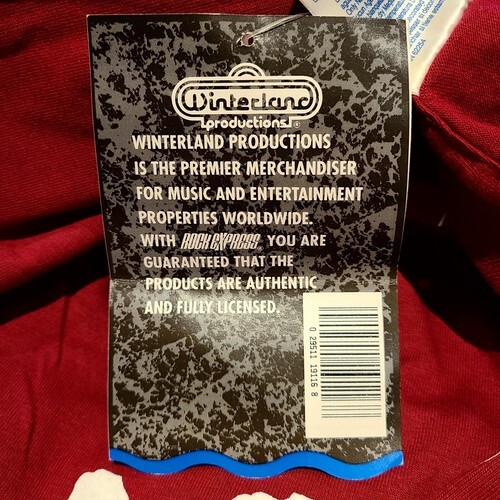 Winterland
productions
WINTERLAND PRODUCTIONS
IS THE PREMIER MERCHANDISER
FOR MUSIC AND ENTERTAINMENT
PROPERTIES WORLDWIDE.
WITH ROCK EXPRESS® YOU ARE
GUARANTEED THAT THE
PRODUCTS ARE AUTHENTIC
AND FULLY LICENSED.
0 29511 19116 8